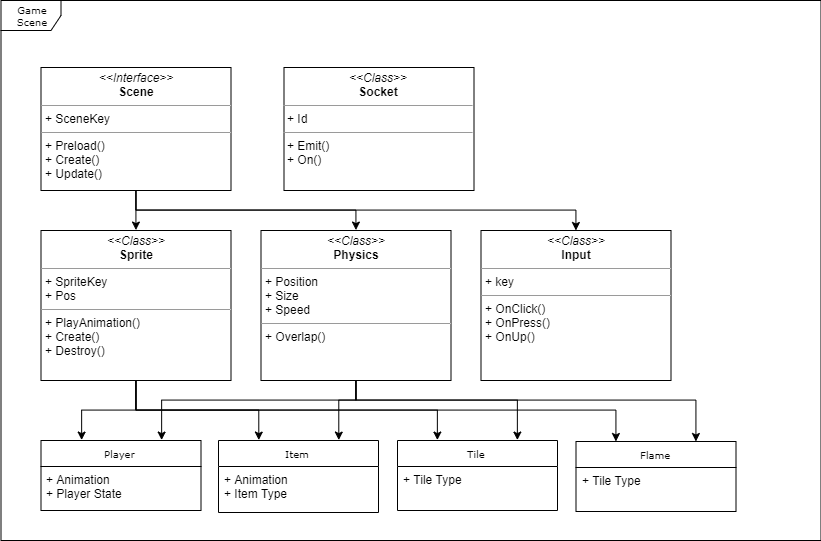 Game
Scene
<<Interface>>
Scene
+ SceneKey
+ Preload()
+ Create()
+ Update()
<<Class>>
Socket
+ Id
+ Emit()
+ On()
<<Class>>
Sprite
+ SpriteKey
+ Pos
+ PlayAnimation()
+ Create()
+ Destroy()
<<Class>>
Physics
+ Position
+ Size
+ Speed
+ Overlap()
<<Class>>
Input
+ key
+ OnClick()
+ OnPress()
+ OnUp()
Player
+ Animation
+ Player State
Item
+ Animation
+ Item Type
Tile
+ Tile Type
Flame
+ Tile Type